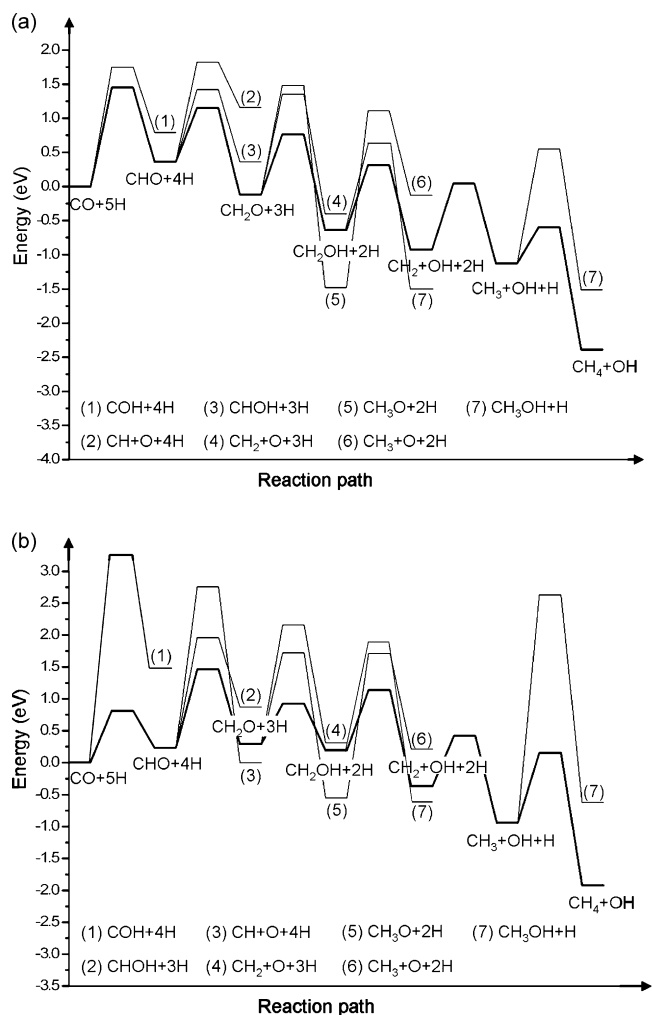 (a)
Energy (eV)
2.0
1.5
1.0
0.5
0.0
-0.5
-1.0
-1.5
-2.0
-2.5
-3.0
-3.5
-4.0
CO+5H
(1)
CHO+4H
(2)
(3)
CH₂O+3H
(4)
CH₂OH+2H
(5)
(6)
CH₂+OH+2H
(7)
CH₃+OH+H
(7)
CH₄+OH
(1) COH+4H (3) CHOH+3H (5) CH₃O+2H (7) CH₃OH+H
(2) CH+O+4H (4) CH₂+O+3H (6) CH₃+O+2H
Reaction path
(b)
Energy (eV)
3.0
2.5
2.0
1.5
1.0
0.5
0.0
-0.5
-1.0
-1.5
-2.0
-2.5
-3.0
-3.5
CO+5H
(1)
CHO+4H
(2)
CH₂O+3H
(3)
(4)
CH₂OH+2H
(5)
(6)
CH₂+OH+2H
(7)
CH₃+OH+H
(7)
CH₄+OH
(1) COH+4H (3) CH+O+4H (5) CH₃O+2H (7) CH₃OH+H
(2) CHOH+3H (4) CH₂+O+3H (6) CH₃+O+2H
Reaction path